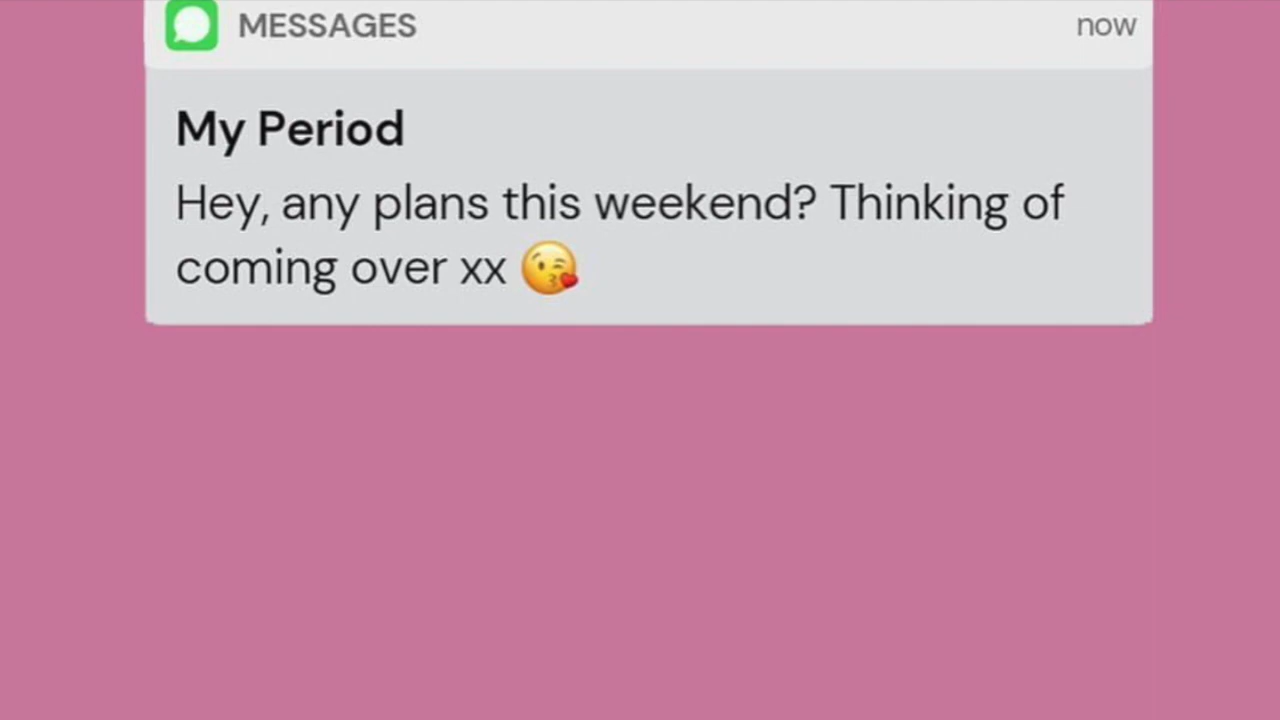 MESSAGES now
My Period
Hey, any plans this weekend? Thinking of
coming over xx 😘